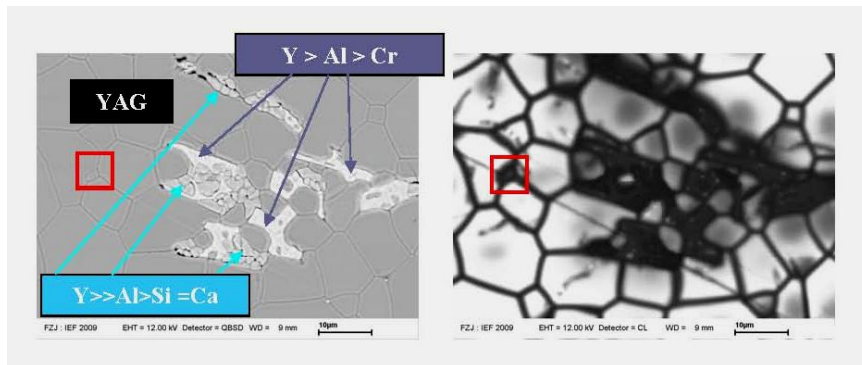 Y > Al > Cr
YAG
Y>>Al>Si =Ca
FZJ : IEF 2009 EHT = 12.00 kV Detector = QBSD WD = 9 mm 10µm
FZJ : IEF 2009 EHT = 12.00 kV Detector = CL WD = 9 mm 10µm